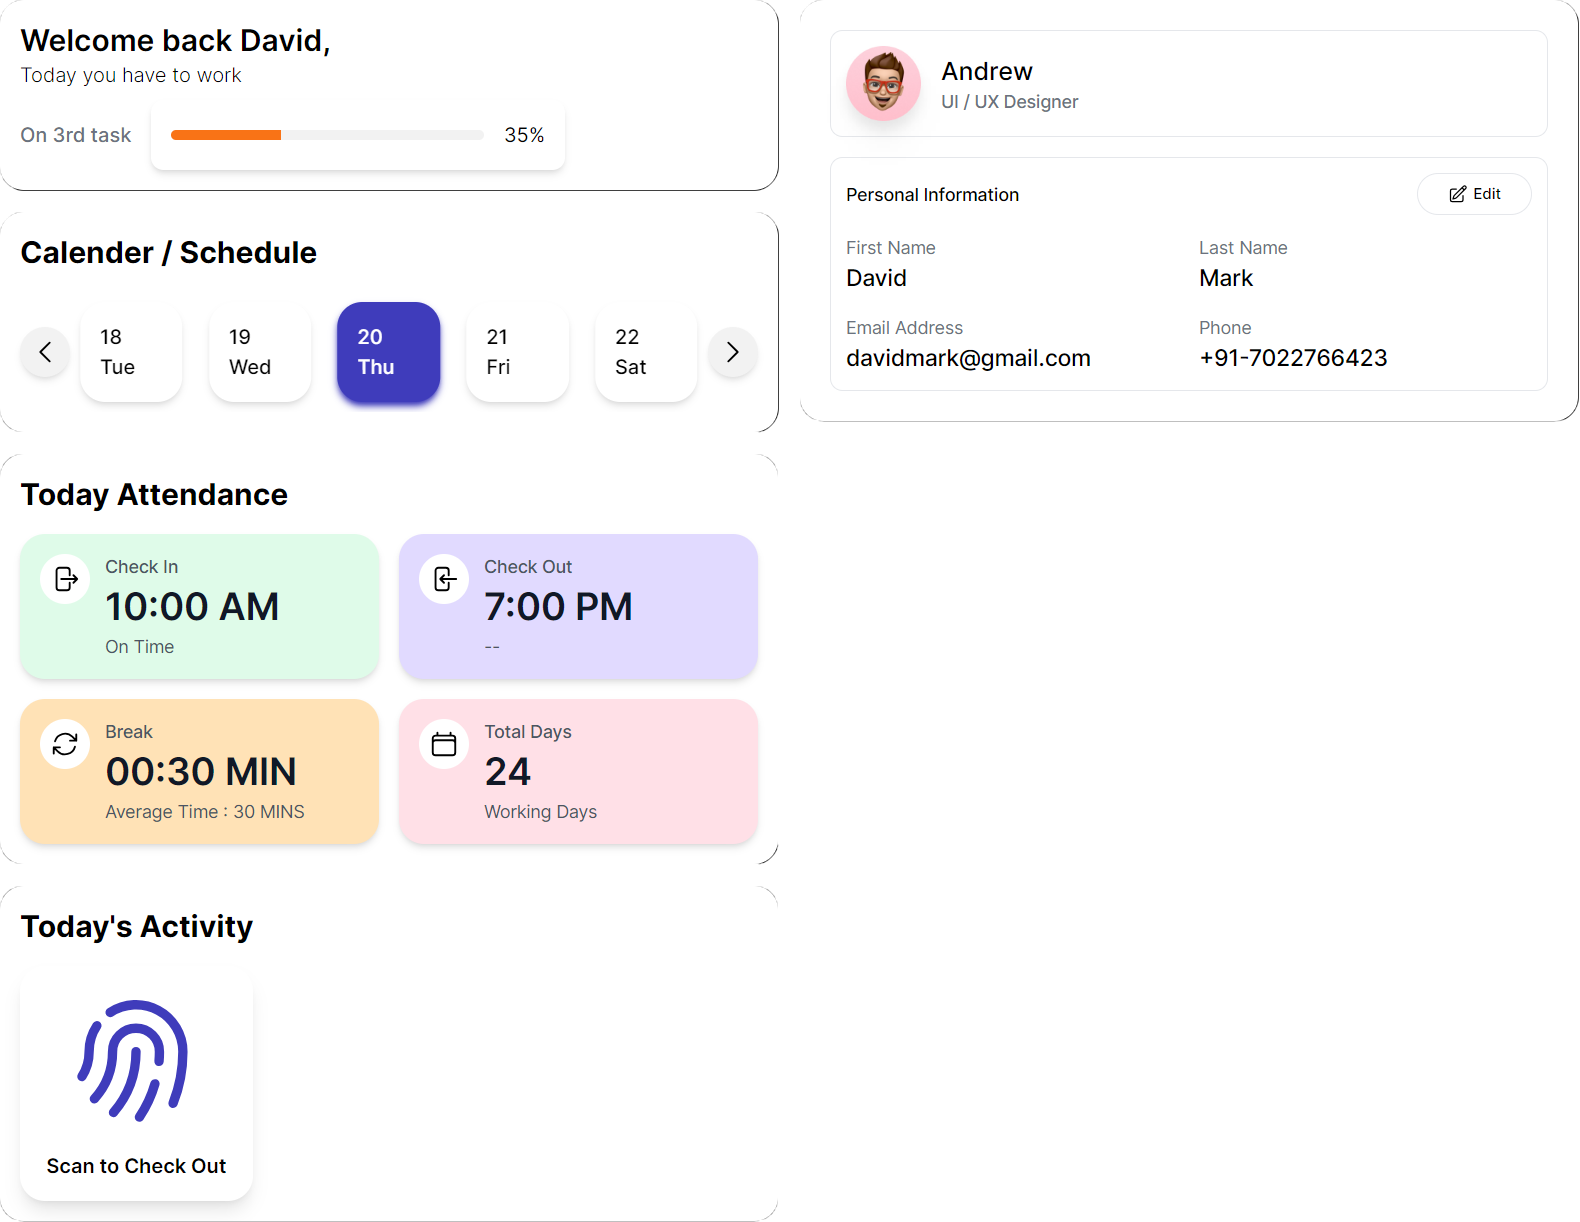 Welcome back David,
Today you have to work
On 3rd task
35%
Calender / Schedule
18
Tue
19
Wed
20
Thu
21
Fri
22
Sat
Today Attendance
Check In
10:00 AM
On Time
Check Out
7:00 PM
--
Break
00:30 MIN
Average Time : 30 MINS
Total Days
24
Working Days
Today's Activity
Scan to Check Out
Andrew
UI / UX Designer
Personal Information
Edit
First Name
David
Last Name
Mark
Email Address
davidmark@gmail.com
Phone
+91-7022766423